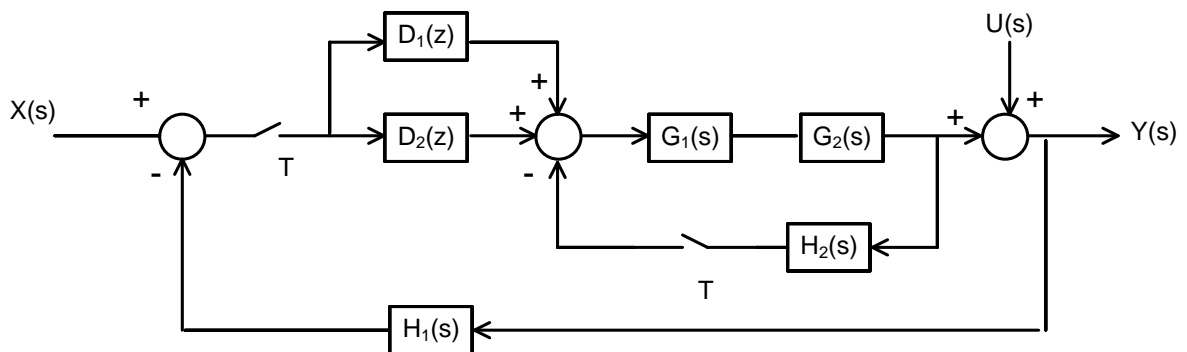 D₁(z)
U(s)
+
+
+
X(s)
+
D₂(z)
+
G₁(s)
G₂(s)
+
Y(s)
-
T
-
H₂(s)
T
H₁(s)